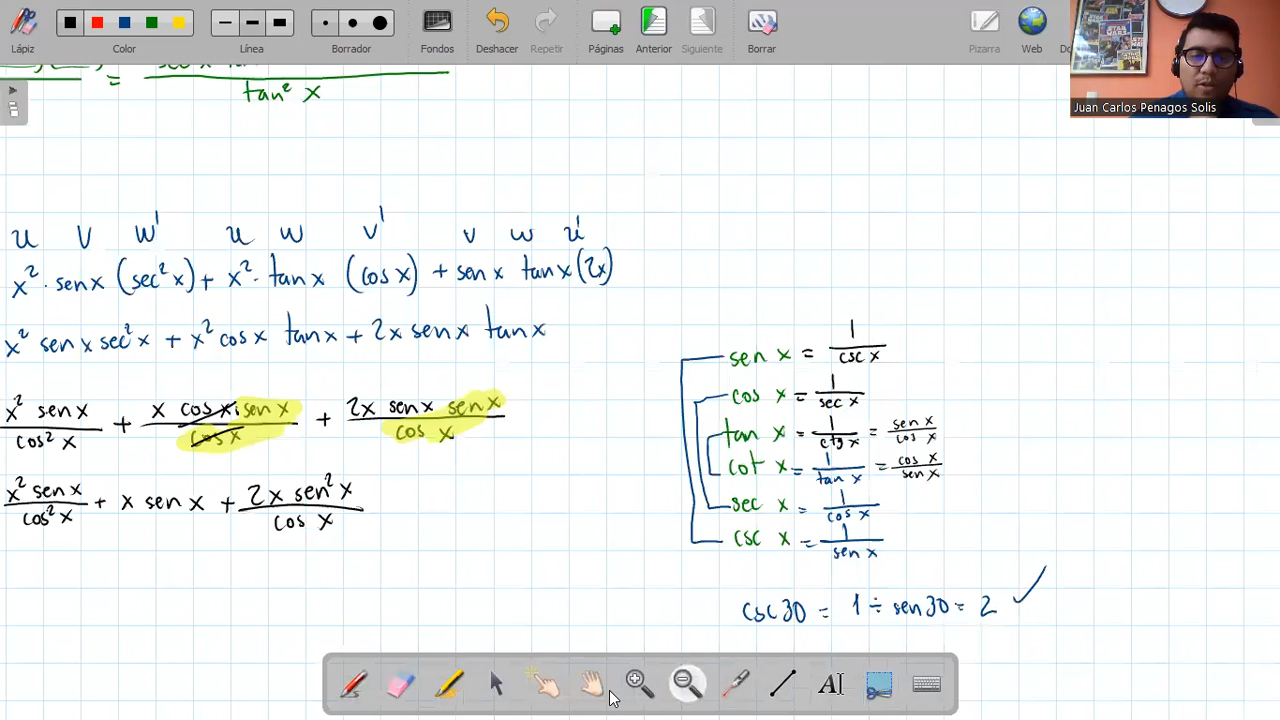 Lápiz Color Línea Borrador Fondos Deshacer Repetir Páginas Anterior Siguiente Borrar Pizarra Web
STAR WARS
Juan Carlos Penagos Solis
=
tan² x
u v w' u w v' v w u'
x² · sen x (sec² x) + x² · tan x (cos x) + sen x tan x (2x)
x² sen x sec² x + x² cos x tan x + 2x sen x tan x
x² sen x / cos² x + x cos x · sen x / cos x + 2x sen x sen x / cos x
x² sen x / cos² x + x sen x + 2x sen² x / cos x
sen x = 1 / csc x
cos x = 1 / sec x
tan x = 1 / ctg x = sen x / cos x
cot x = 1 / tan x = cos x / sen x
sec x = 1 / cos x
csc x = 1 / sen x
csc 30 = 1 ÷ sen 30 = 2 ✓
AI